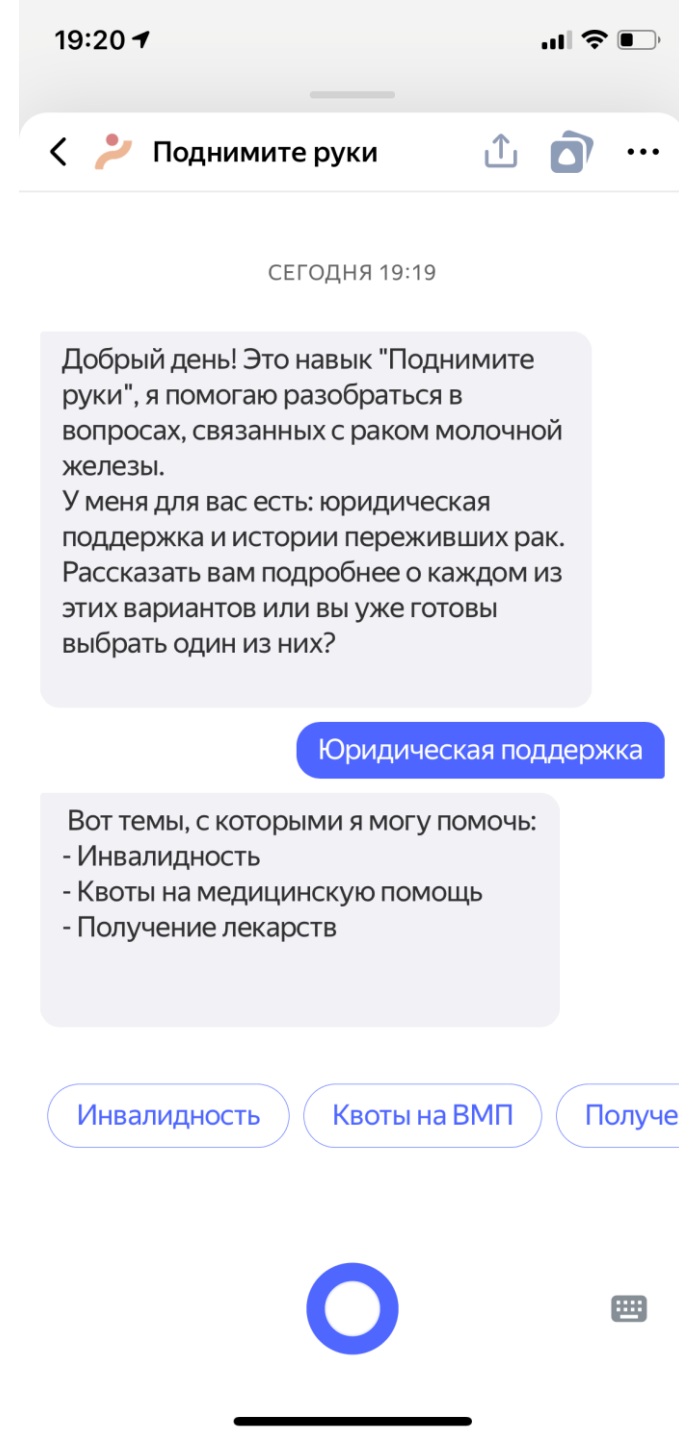 19:20
Поднимите руки
СЕГОДНЯ 19:19
Добрый день! Это навык "Поднимите
руки", я помогаю разобраться в
вопросах, связанных с раком молочной
железы.
У меня для вас есть: юридическая
поддержка и истории переживших рак.
Рассказать вам подробнее о каждом из
этих вариантов или вы уже готовы
выбрать один из них?
Юридическая поддержка
Вот темы, с которыми я могу помочь:
- Инвалидность
- Квоты на медицинскую помощь
- Получение лекарств
Инвалидность
Квоты на ВМП
Получе